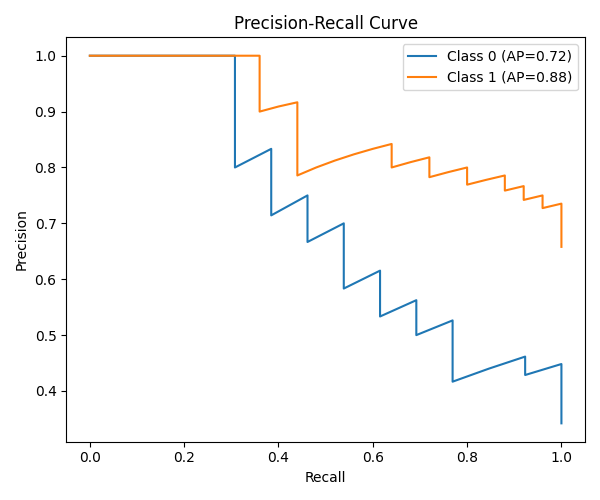 Precision-Recall Curve
Class 0 (AP=0.72)
Class 1 (AP=0.88)
Precision
1.0
0.9
0.8
0.7
0.6
0.5
0.4
0.0 0.2 0.4 0.6 0.8 1.0
Recall